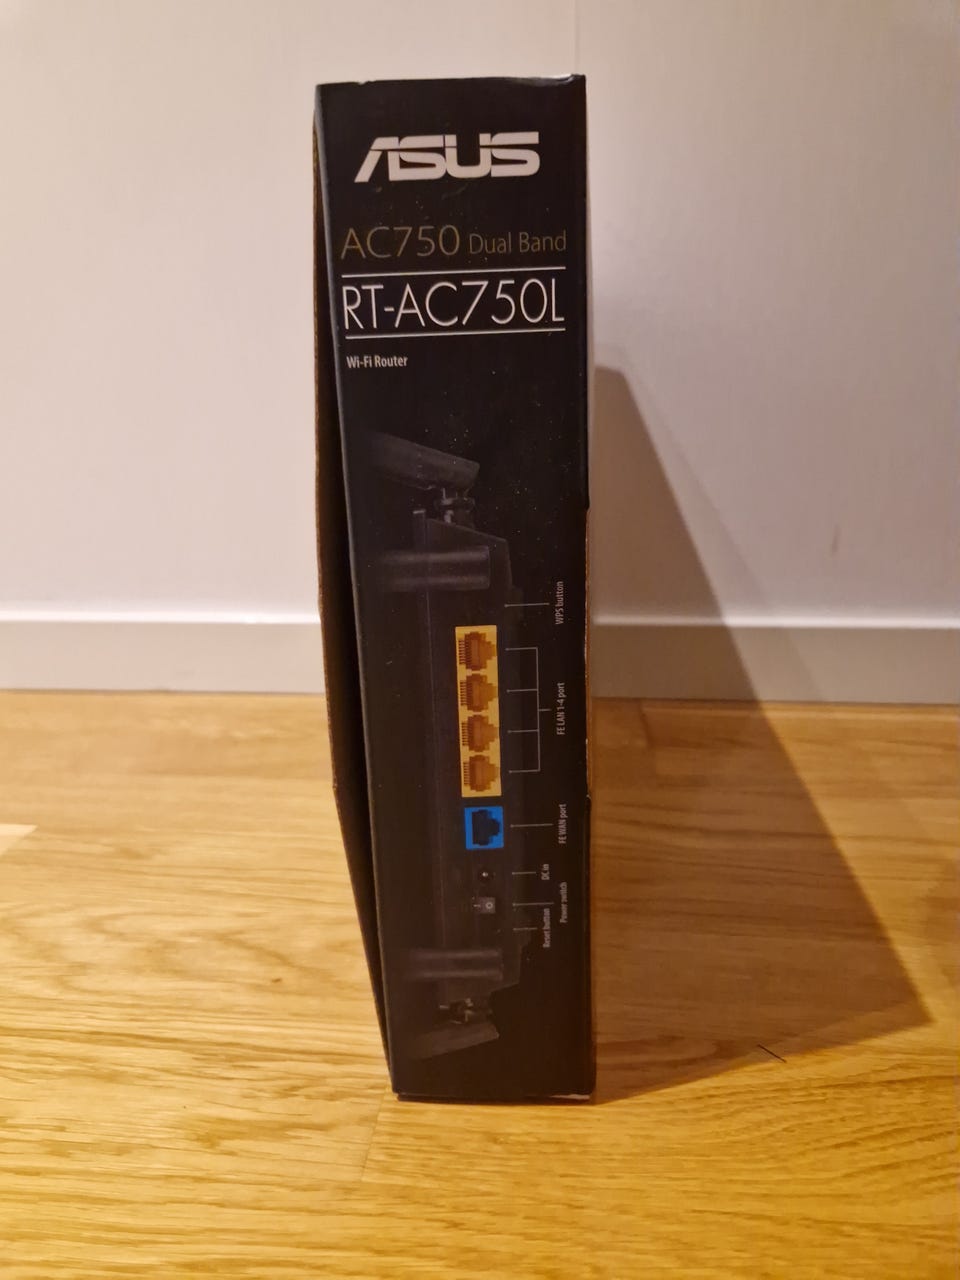 ASUS
AC750 Dual Band
RT-AC750L
Wi-Fi Router
WPS button
FE LAN 1-4 port
FE WAN port
DC in
Power switch
Reset button